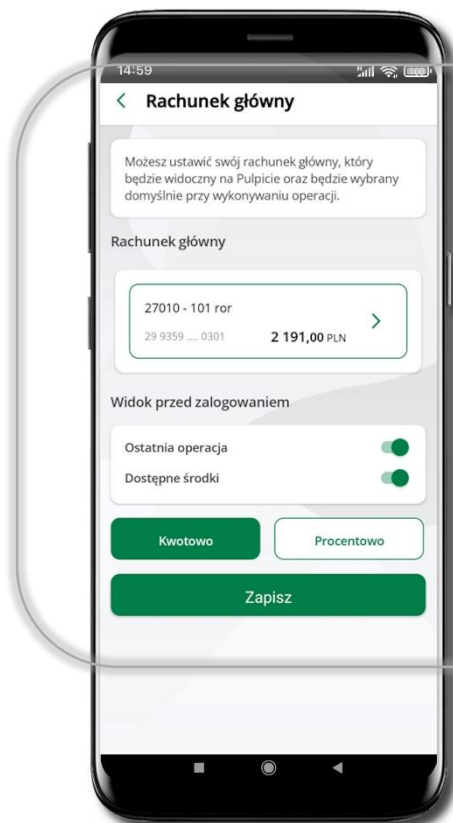 14:59
Rachunek główny
Możesz ustawić swój rachunek główny, który
będzie widoczny na Pulpicie oraz będzie wybrany
domyślnie przy wykonywaniu operacji.
Rachunek główny
27010 - 101 ror
29 9359 .... 0301 2 191,00 PLN
Widok przed zalogowaniem
Ostatnia operacja
Dostępne środki
Kwotowo Procentowo
Zapisz